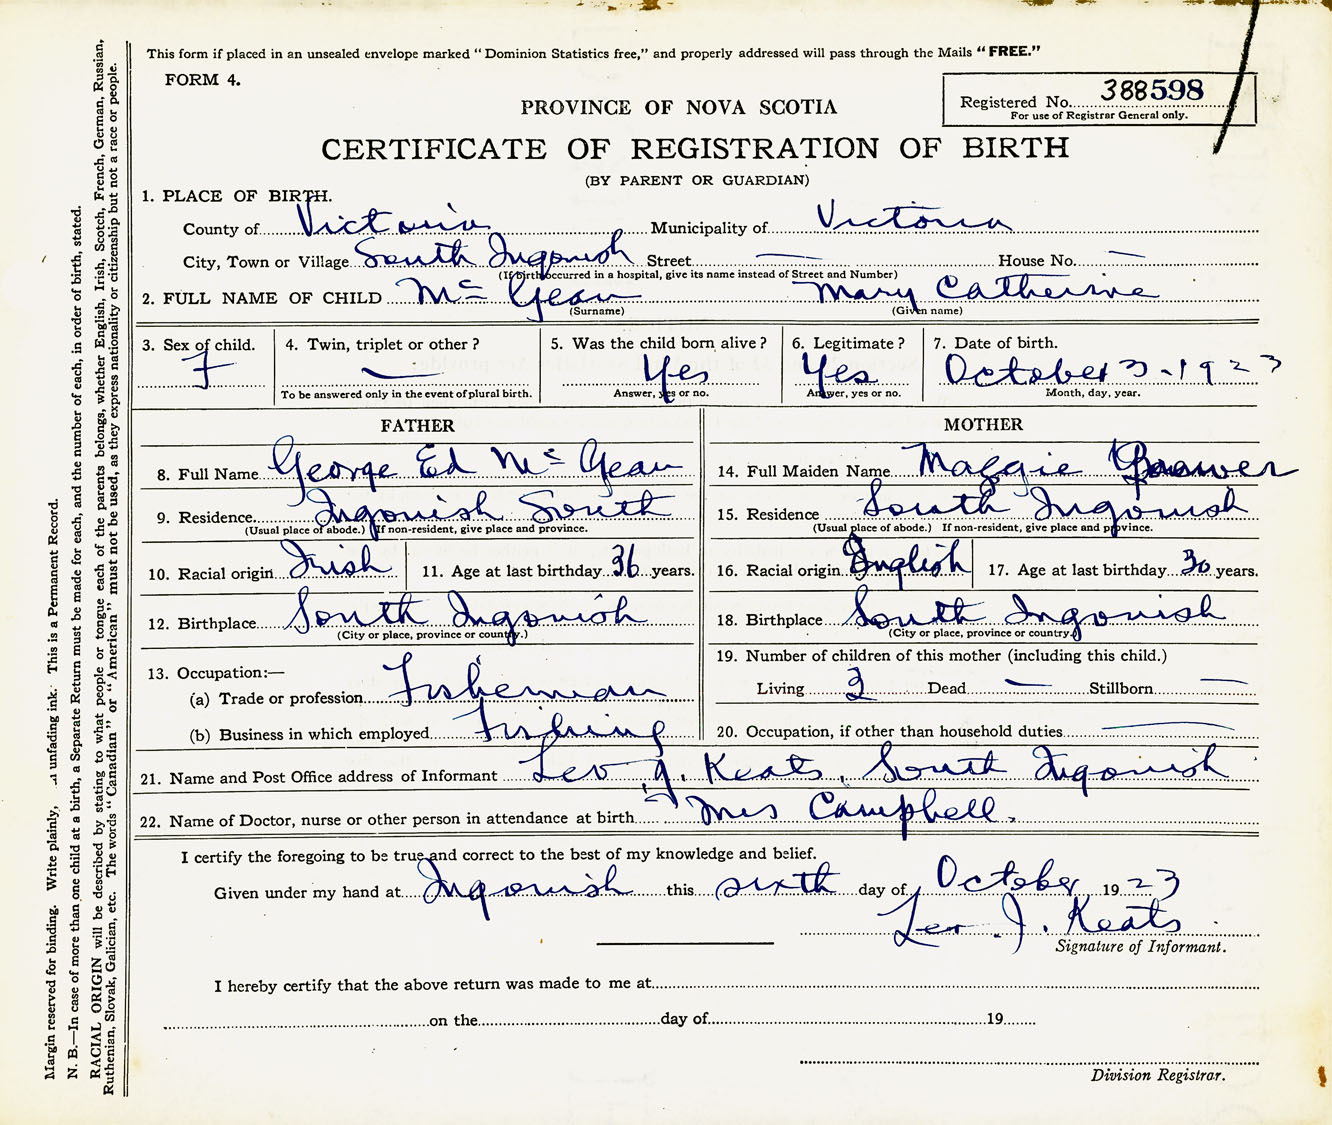 This form if placed in an unsealed envelope marked "Dominion Statistics free," and properly addressed will pass through the Mails "FREE."
FORM 4.
Registered No. 388598
For use of Registrar General only.
PROVINCE OF NOVA SCOTIA
CERTIFICATE OF REGISTRATION OF BIRTH
(BY PARENT OR GUARDIAN)
1. PLACE OF BIRTH.
County of Victoria Municipality of Victoria
City, Town or Village South Ingonish Street — House No. —
(If birth occurred in a hospital, give its name instead of Street and Number)
2. FULL NAME OF CHILD Mc Gean Mary Catherine
(Surname) (Given name)
3. Sex of child. 4. Twin, triplet or other ? 5. Was the child born alive ? 6. Legitimate ? 7. Date of birth.
F — Yes Yes October 3 - 1923
To be answered only in the event of plural birth. Answer, yes or no. Answer, yes or no. Month, day, year.
FATHER
8. Full Name George Ed Mc Gean
9. Residence Ingonish South
(Usual place of abode.) If non-resident, give place and province.
10. Racial origin Irish 11. Age at last birthday 36 years.
12. Birthplace South Ingonish
(City or place, province or country.)
13. Occupation:—
(a) Trade or profession Fisherman
(b) Business in which employed Fishing
MOTHER
14. Full Maiden Name Maggie
15. Residence South Ingonish
(Usual place of abode.) If non-resident, give place and province.
16. Racial origin English 17. Age at last birthday 30 years.
18. Birthplace South Ingonish
(City or place, province or country.)
19. Number of children of this mother (including this child.)
Living 3 Dead — Stillborn —
20. Occupation, if other than household duties —
21. Name and Post Office address of Informant Leo J. Keats, South Ingonish
22. Name of Doctor, nurse or other person in attendance at birth Mrs Campbell.
I certify the foregoing to be true and correct to the best of my knowledge and belief.
Given under my hand at Ingonish this sixth day of October 1923
Leo J. Keats
Signature of Informant.
I hereby certify that the above return was made to me at
on the day of 19
Division Registrar.
Margin reserved for binding. Write plainly, unfading ink. This is a Permanent Record.
N. B.—In case of more than one child at a birth, a Separate Return must be made for each, and the number of each, in order of birth, stated.
RACIAL ORIGIN will be described by stating to what people or tongue each of the parents belongs, whether English, Irish, Scotch, French, German, Russian,
Ruthenian, Slovak, Galician, etc. The words "Canadian" or "American" must not be used, as they express nationality or citizenship but not a race or people.